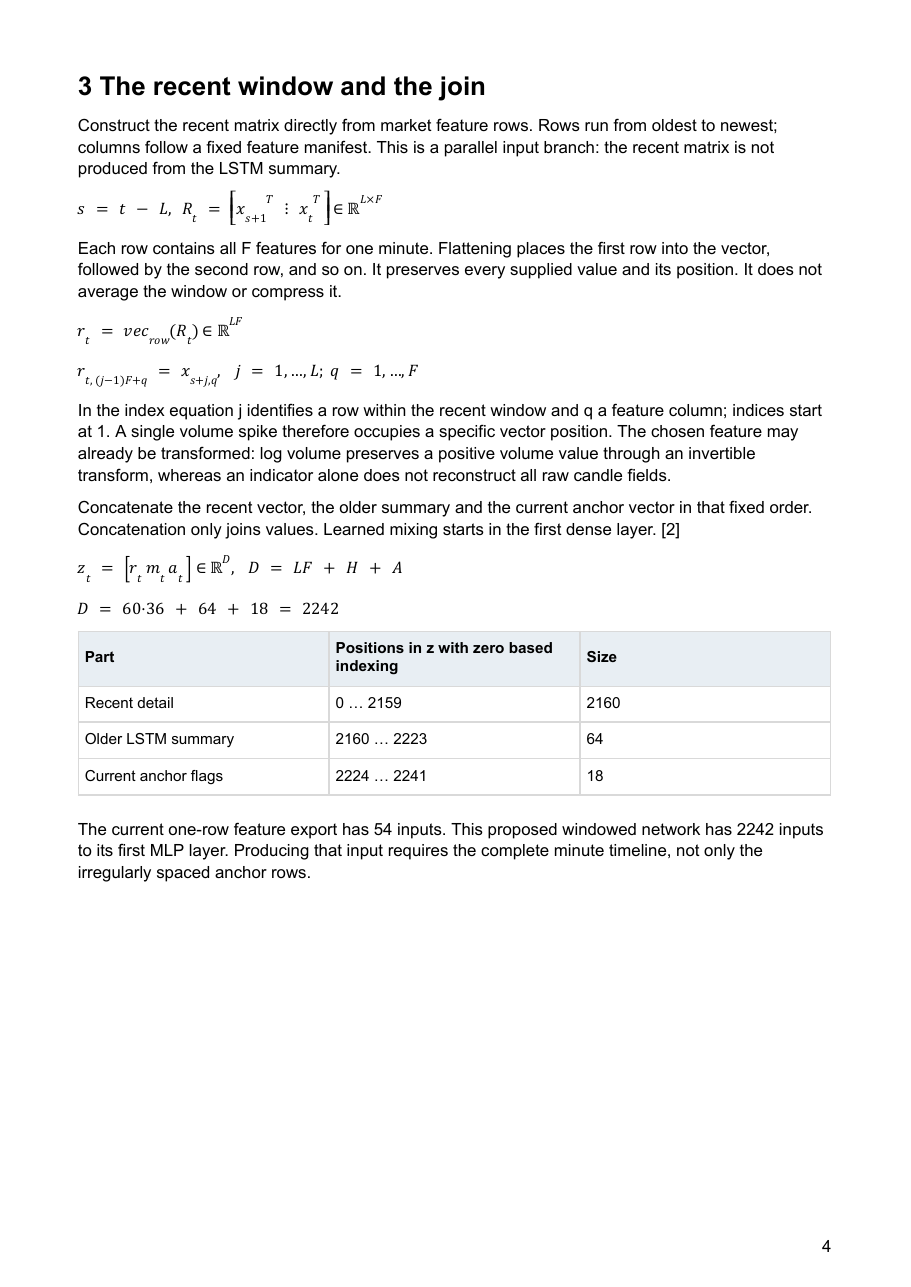 3 The recent window and the join
Construct the recent matrix directly from market feature rows. Rows run from oldest to newest;
columns follow a fixed feature manifest. This is a parallel input branch: the recent matrix is not
produced from the LSTM summary.
s = t − L, R_t = [x_{s+1}^T ⋮ x_t^T] ∈ ℝ^{L×F}
Each row contains all F features for one minute. Flattening places the first row into the vector,
followed by the second row, and so on. It preserves every supplied value and its position. It does not
average the window or compress it.
r_t = vec_{row}(R_t) ∈ ℝ^{LF}
r_{t,(j−1)F+q} = x_{s+j,q}, j = 1,…,L; q = 1,…,F
In the index equation j identifies a row within the recent window and q a feature column; indices start
at 1. A single volume spike therefore occupies a specific vector position. The chosen feature may
already be transformed: log volume preserves a positive volume value through an invertible
transform, whereas an indicator alone does not reconstruct all raw candle fields.
Concatenate the recent vector, the older summary and the current anchor vector in that fixed order.
Concatenation only joins values. Learned mixing starts in the first dense layer. [2]
z_t = [r_t m_t a_t] ∈ ℝ^D, D = LF + H + A
D = 60·36 + 64 + 18 = 2242
Part
Positions in z with zero based
indexing
Size
Recent detail
0 … 2159
2160
Older LSTM summary
2160 … 2223
64
Current anchor flags
2224 … 2241
18
The current one-row feature export has 54 inputs. This proposed windowed network has 2242 inputs
to its first MLP layer. Producing that input requires the complete minute timeline, not only the
irregularly spaced anchor rows.
4